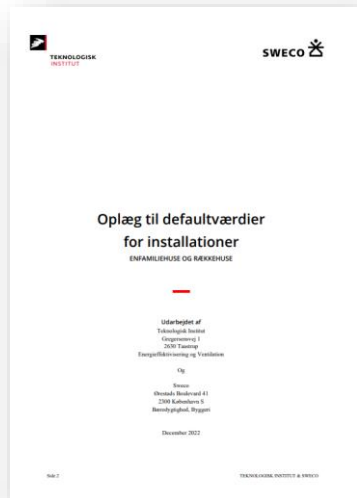 TEKNOLOGISK
INSTITUT
SWECO
Oplæg til defaultværdier
for installationer
ENFAMILIEHUSE OG RÆKKEHUSE
Udarbejdet af
Teknologisk Institut
Gregersensvej 1
2630 Taastrup
Energieffektivisering og Ventilation
Og
Sweco
Ørestads Boulevard 41
2300 København S
Bæredygtighed, Byggeri
December 2022
Side 2
TEKNOLOGISK INSTITUT & SWECO